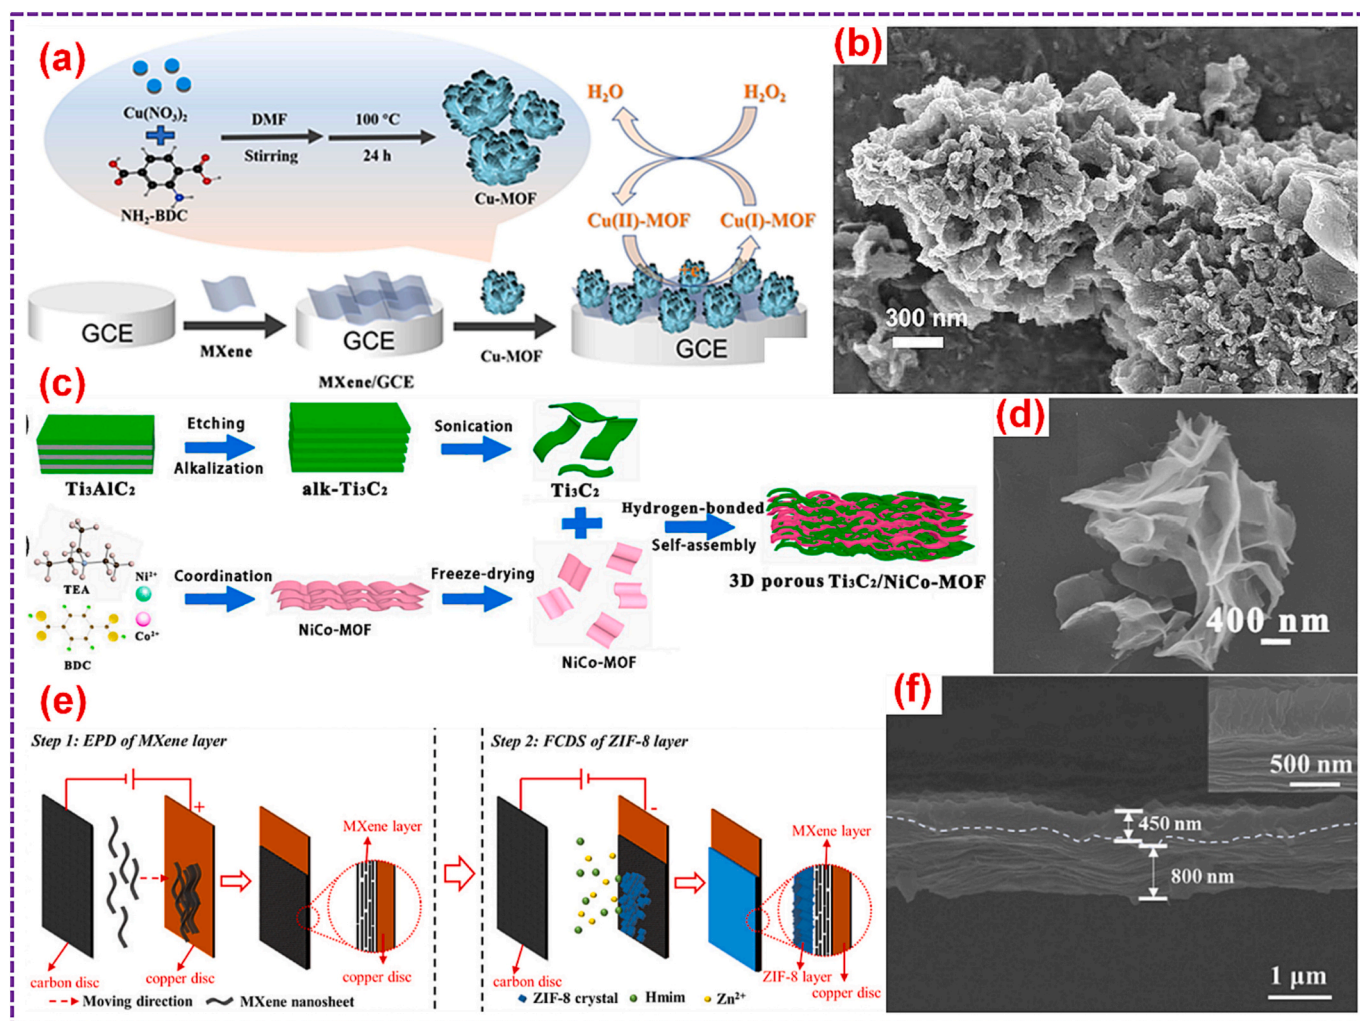 (a)
Cu(NO₃)₂
NH₂-BDC
DMF
Stirring
100 °C
24 h
Cu-MOF
H₂O
H₂O₂
Cu(II)-MOF
Cu(I)-MOF
GCE
MXene
GCE
MXene/GCE
Cu-MOF
GCE
(b)
300 nm
(c)
Ti₃AlC₂
Etching
Alkalization
alk-Ti₃C₂
Sonication
Ti₃C₂
TEA
BDC
Ni²⁺
Co²⁺
Coordination
NiCo-MOF
Freeze-drying
NiCo-MOF
Hydrogen-bonded
Self-assembly
3D porous Ti₃C₂/NiCo-MOF
(d)
400 nm
(e)
Step 1: EPD of MXene layer
+
MXene layer
carbon disc
copper disc
copper disc
Moving direction
MXene nanosheet
Step 2: FCDS of ZIF-8 layer
-
MXene layer
carbon disc
ZIF-8 layer
copper disc
ZIF-8 crystal
Hmim
Zn²⁺
(f)
500 nm
450 nm
800 nm
1 μm